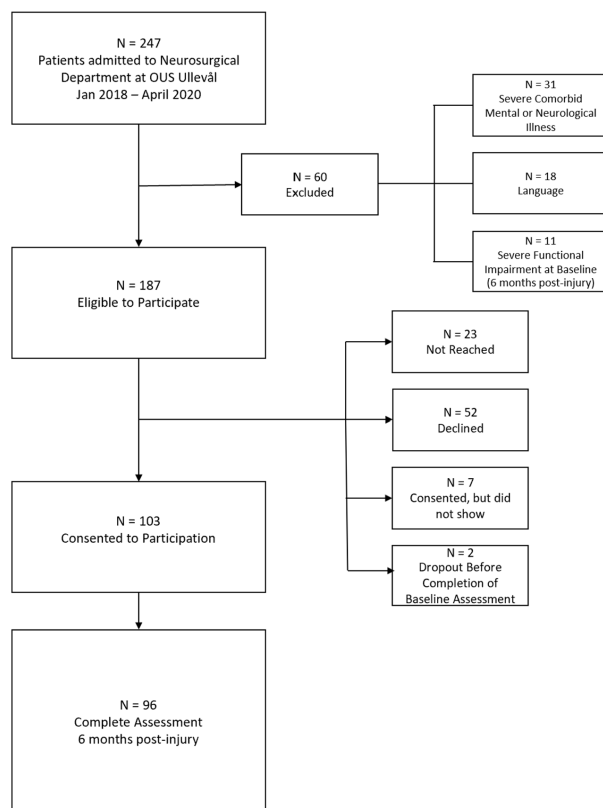 N = 247
Patients admitted to Neurosurgical
Department at OUS Ullevål
Jan 2018 – April 2020
N = 31
Severe Comorbid
Mental or Neurological
Illness
N = 60
Excluded
N = 18
Language
N = 11
Severe Functional
Impairment at Baseline
(6 months post-injury)
N = 187
Eligible to Participate
N = 23
Not Reached
N = 52
Declined
N = 7
Consented, but did
not show
N = 103
Consented to Participation
N = 2
Dropout Before
Completion of
Baseline Assessment
N = 96
Complete Assessment
6 months post-injury